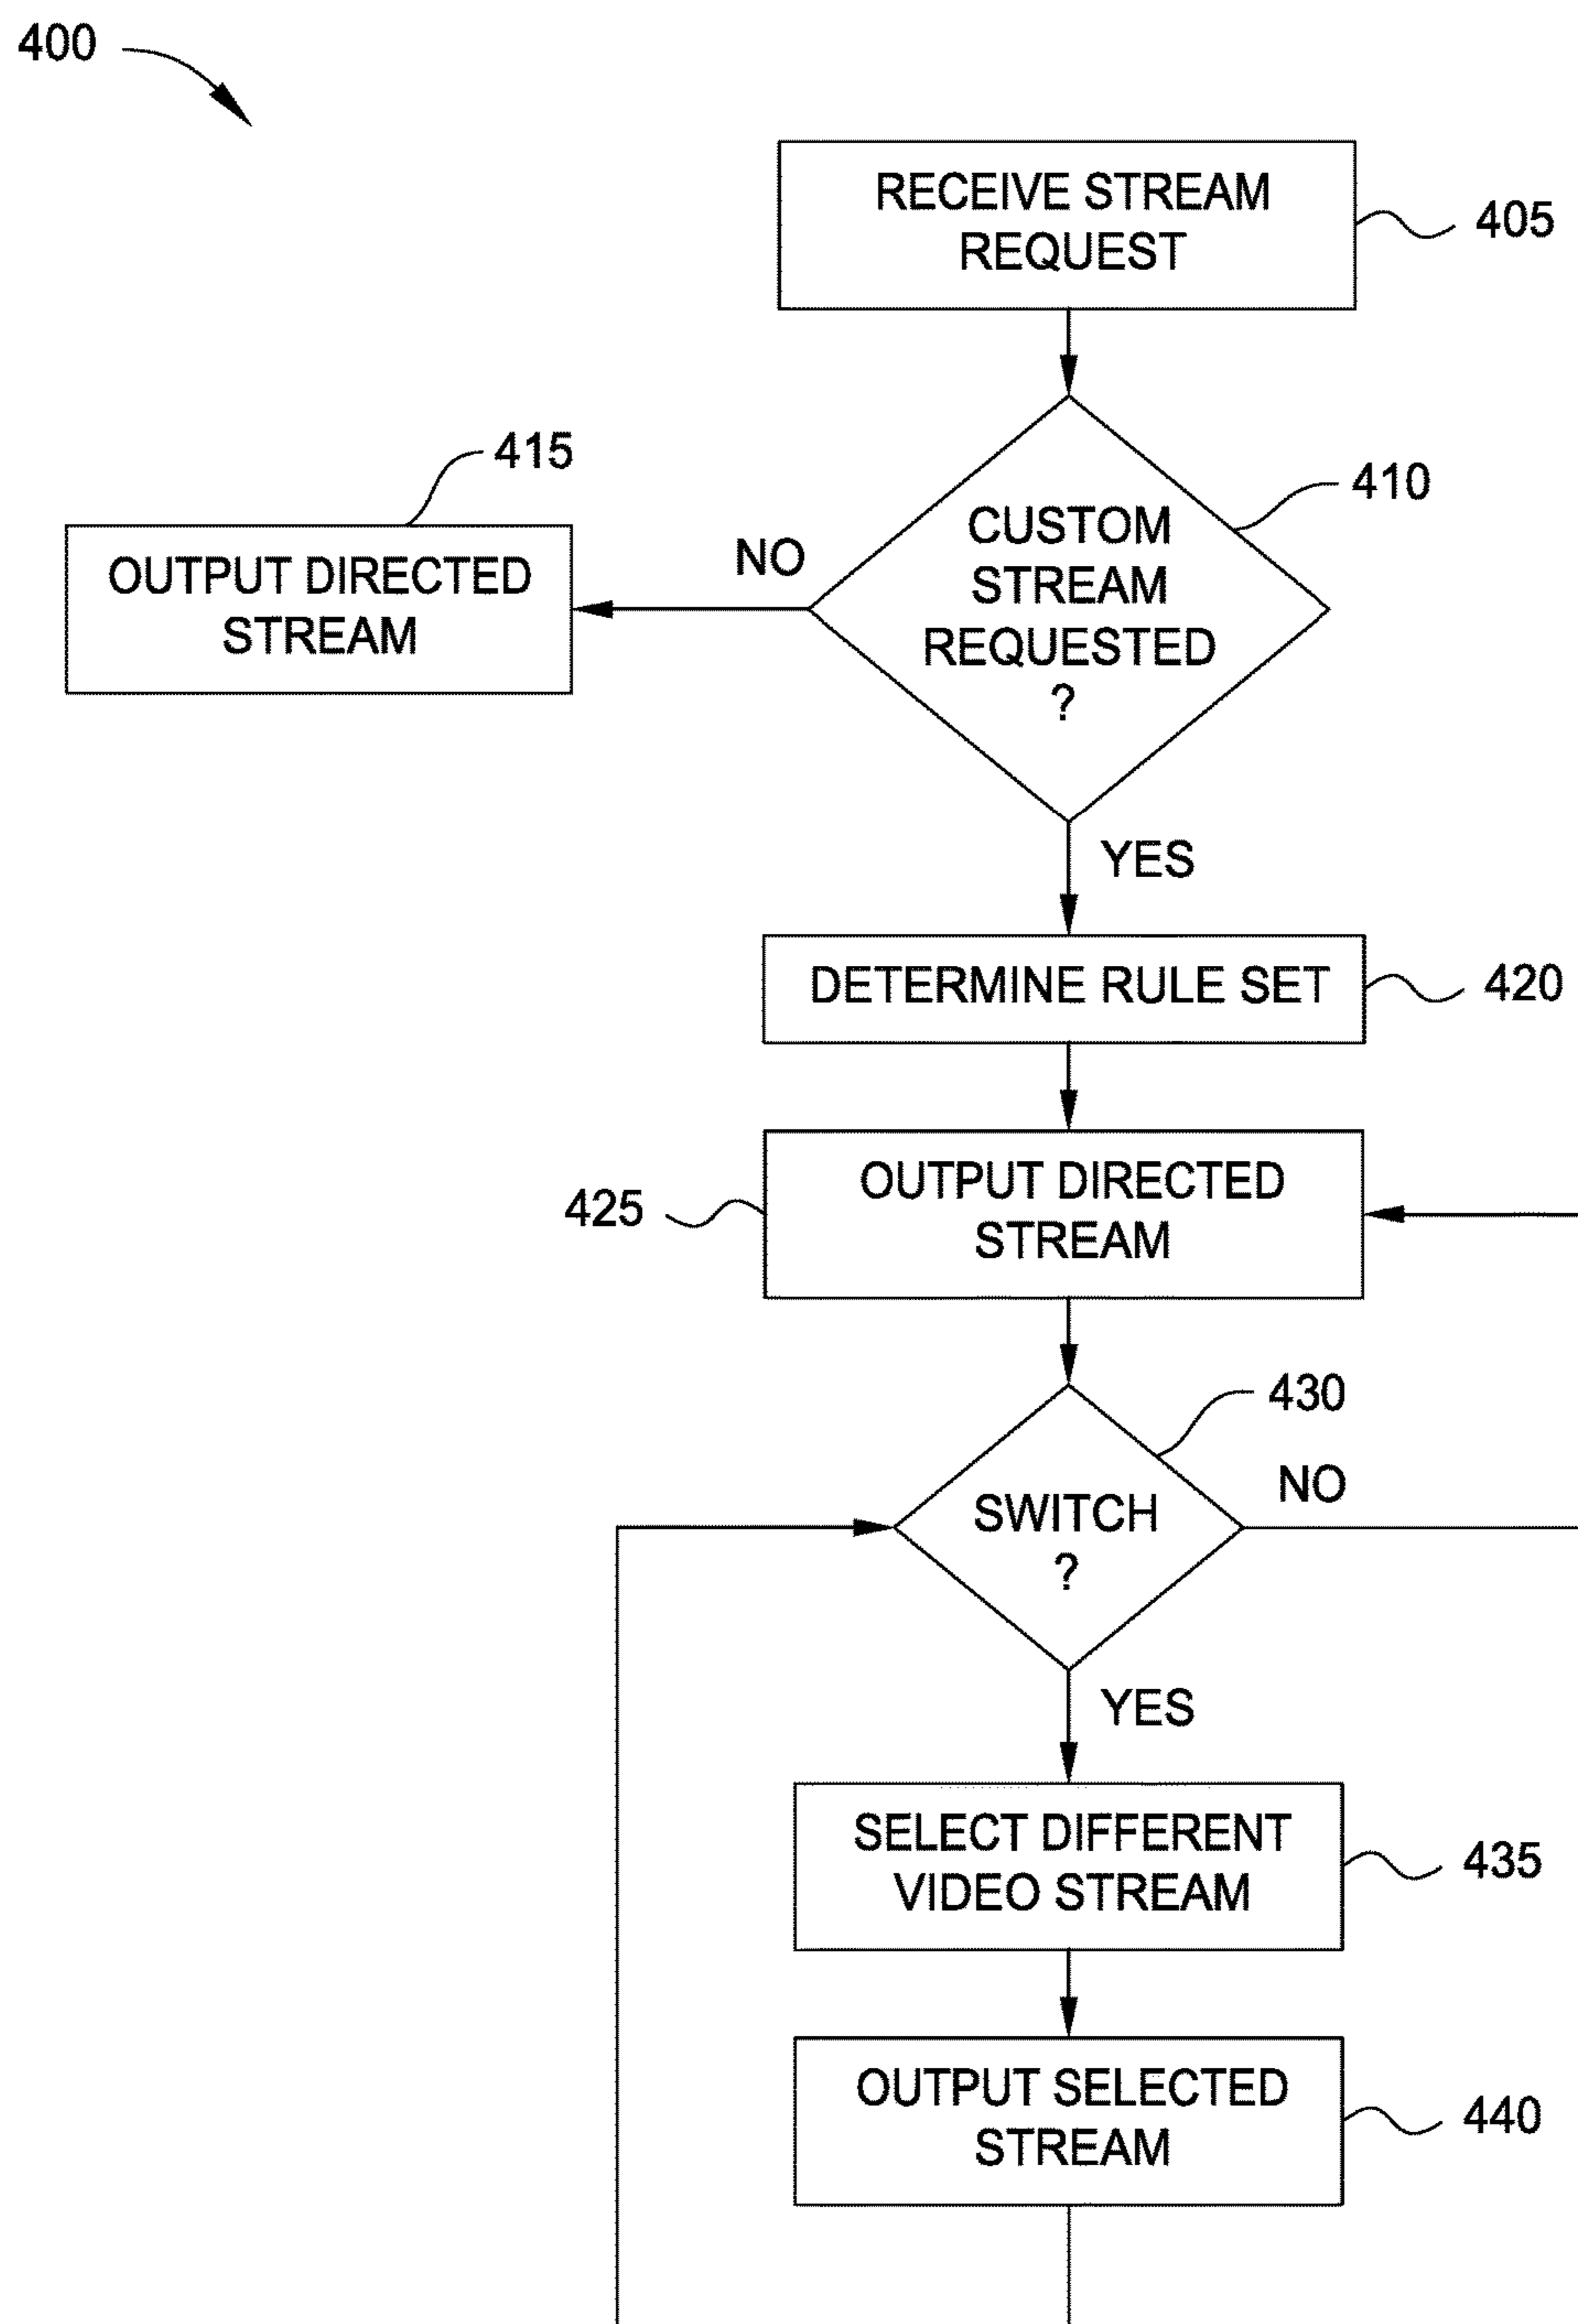 400
RECEIVE STREAM
REQUEST
405
415
410
CUSTOM
STREAM
REQUESTED
?
NO
OUTPUT DIRECTED
STREAM
YES
DETERMINE RULE SET
420
OUTPUT DIRECTED
STREAM
425
430
SWITCH
?
NO
YES
SELECT DIFFERENT
VIDEO STREAM
435
OUTPUT SELECTED
STREAM
440